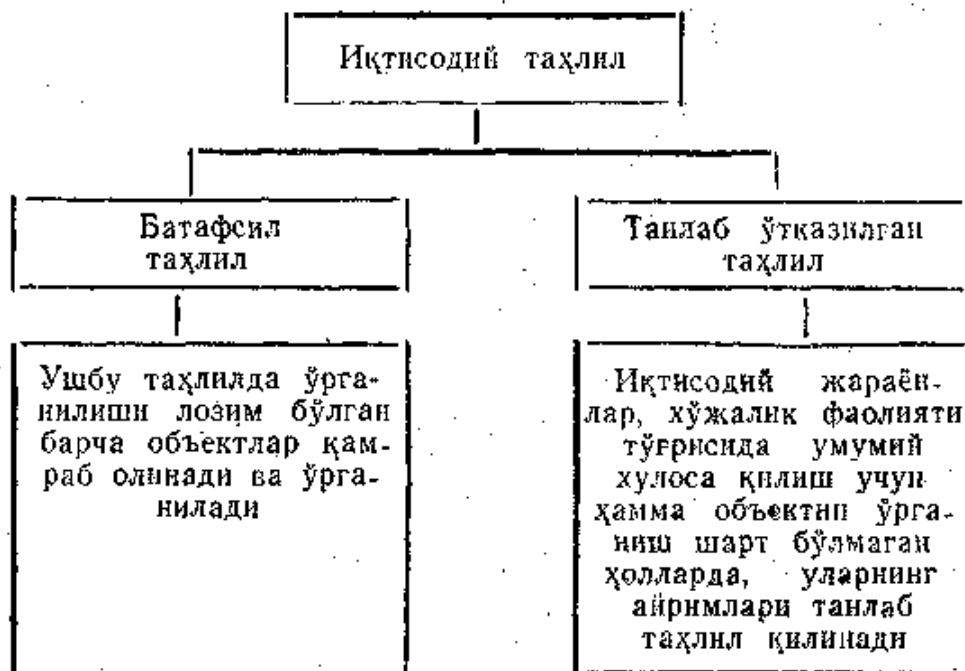 Иқтисодий таҳлил
Батафсил
таҳлил
Танлаб ўтказилган
таҳлил
Ушбу таҳлилда ўрга-
нилиши лозим бўлган
барча объектлар қам-
раб олинади ва ўрга-
нилади
Иқтисодий жараён-
лар, хўжалик фаолияти
тўғрисида умумий
хулоса қилиш учун
ҳамма объектни ўрга-
ниш шарт бўлмаган
ҳолларда, уларнинг
айримлари танлаб
таҳлил қилинади